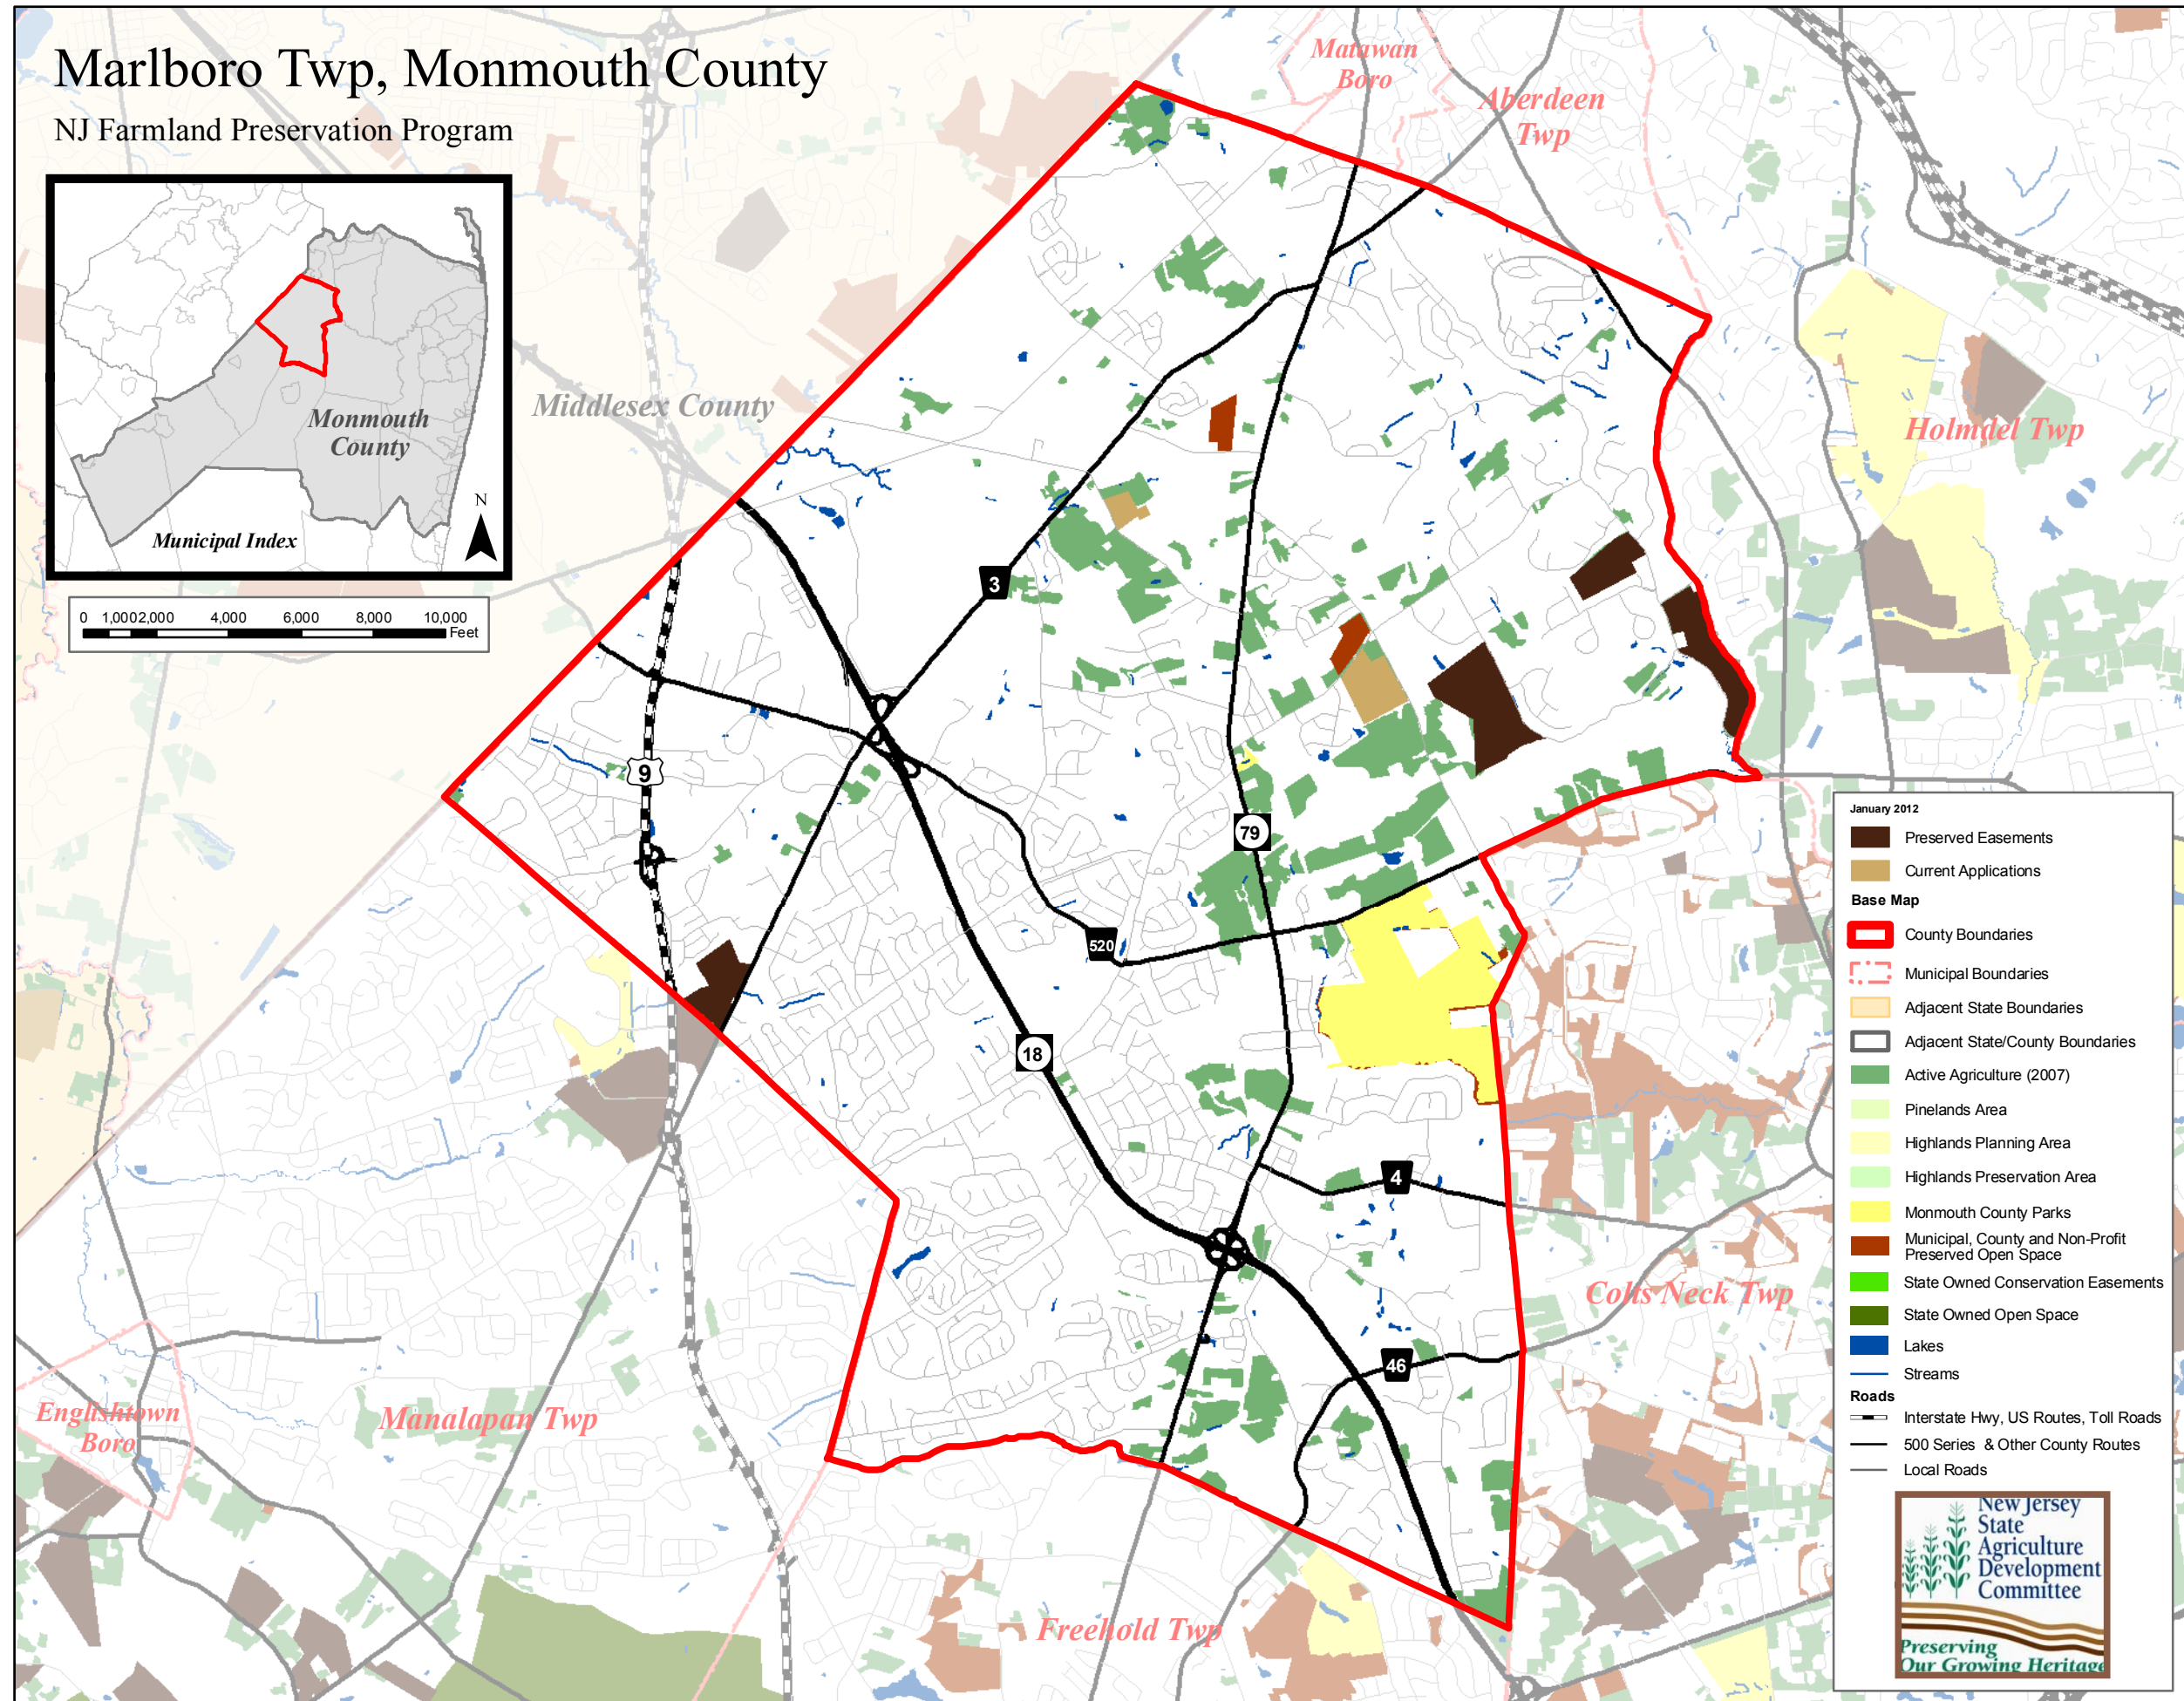 Marlboro Twp, Monmouth County
NJ Farmland Preservation Program
Monmouth
County
Municipal Index
N
0 1,000 2,000 4,000 6,000 8,000 10,000
Feet
Middlesex County
Matawan
Boro
Aberdeen
Twp
Holmdel Twp
3
9
79
520
18
4
46
Colts Neck Twp
Englishtown
Boro
Manalapan Twp
Freehold Twp
January 2012
Preserved Easements
Current Applications
Base Map
County Boundaries
Municipal Boundaries
Adjacent State Boundaries
Adjacent State/County Boundaries
Active Agriculture (2007)
Pinelands Area
Highlands Planning Area
Highlands Preservation Area
Monmouth County Parks
Municipal, County and Non-Profit
Preserved Open Space
State Owned Conservation Easements
State Owned Open Space
Lakes
Streams
Roads
Interstate Hwy, US Routes, Toll Roads
500 Series & Other County Routes
Local Roads
New Jersey
State
Agriculture
Development
Committee
Preserving
Our Growing Heritage